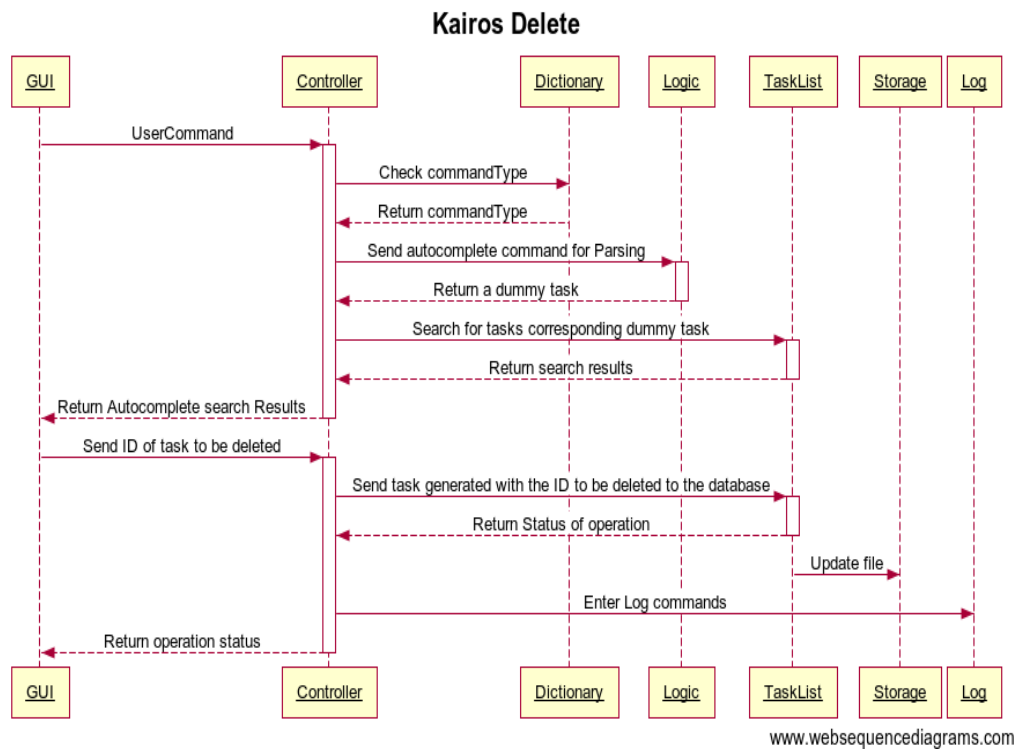 Kairos Delete
GUI Controller Dictionary Logic TaskList Storage Log
UserCommand
Check commandType
Return commandType
Send autocomplete command for Parsing
Return a dummy task
Search for tasks corresponding dummy task
Return search results
Return Autocomplete search Results
Send ID of task to be deleted
Send task generated with the ID to be deleted to the database
Return Status of operation
Update file
Enter Log commands
Return operation status
GUI Controller Dictionary Logic TaskList Storage Log
www.websequencediagrams.com